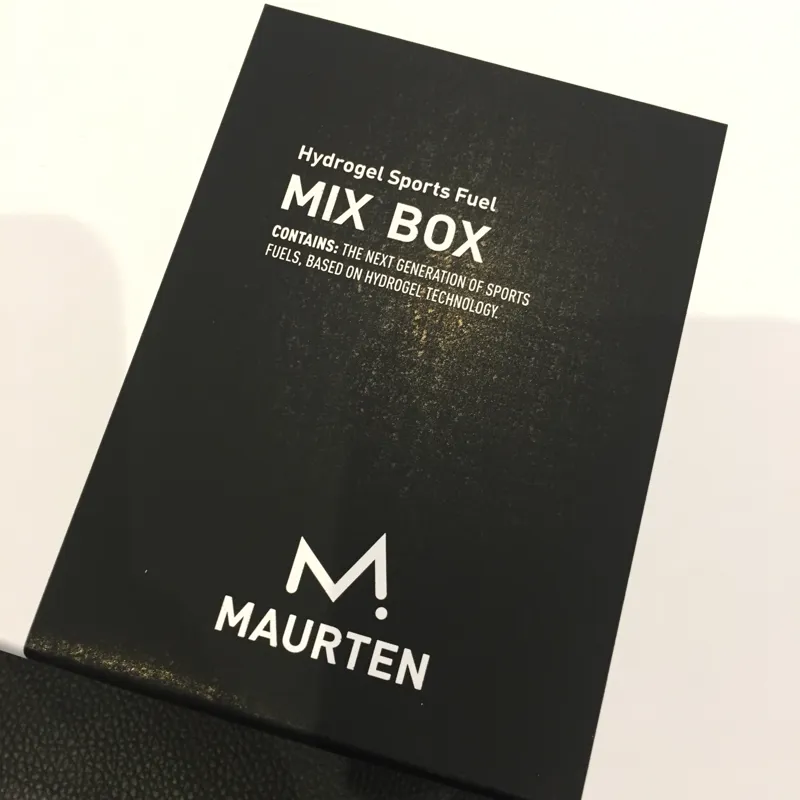 Hydrogel Sports Fuel
MIX BOX
CONTAINS: THE NEXT GENERATION OF SPORTS
FUELS, BASED ON HYDROGEL TECHNOLOGY.
M.
MAURTEN